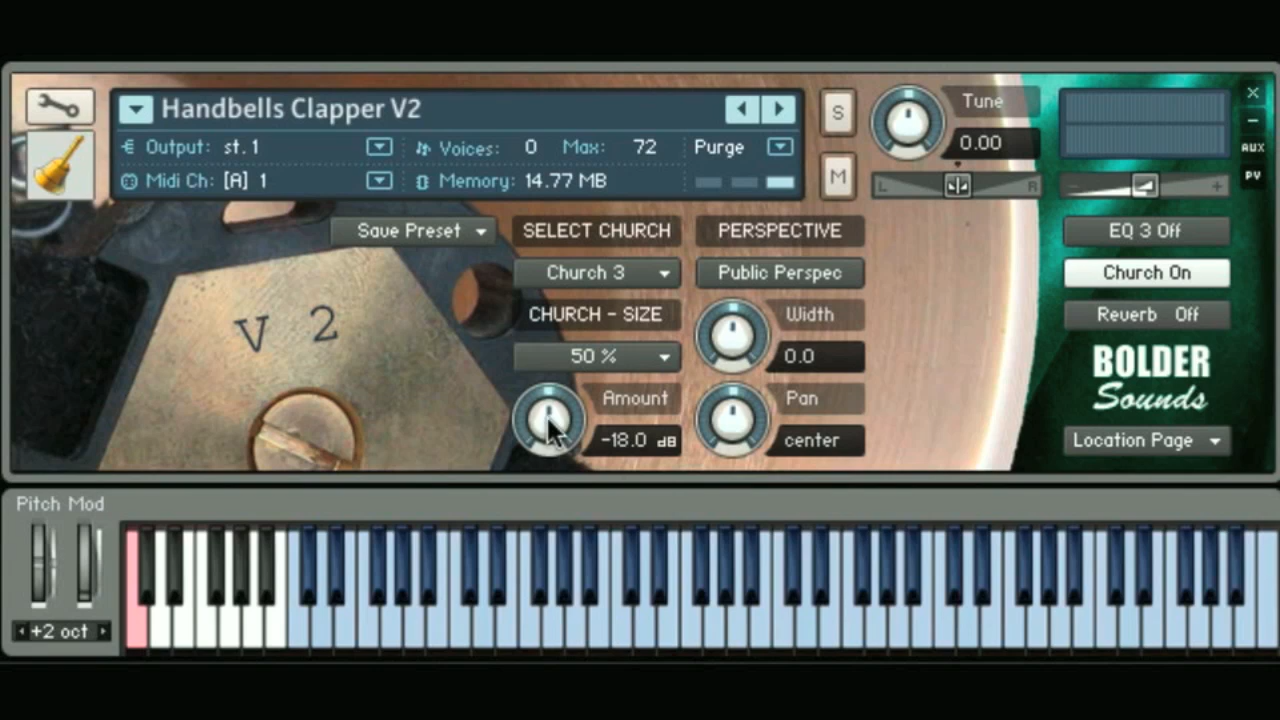 Handbells Clapper V2
Output: st.1 Voices: 0 Max: 72 Purge
Midi Ch: [A] 1 Memory: 14.77 MB
S
M
Tune
0.00
L R
- +
×
-
AUX
PV
Save Preset
SELECT CHURCH
Church 3
CHURCH - SIZE
50 %
Amount
-18.0 dB
PERSPECTIVE
Public Perspec
Width
0.0
Pan
center
EQ 3 Off
Church On
Reverb Off
BOLDER
Sounds
Location Page
V 2
Pitch Mod
+2 oct